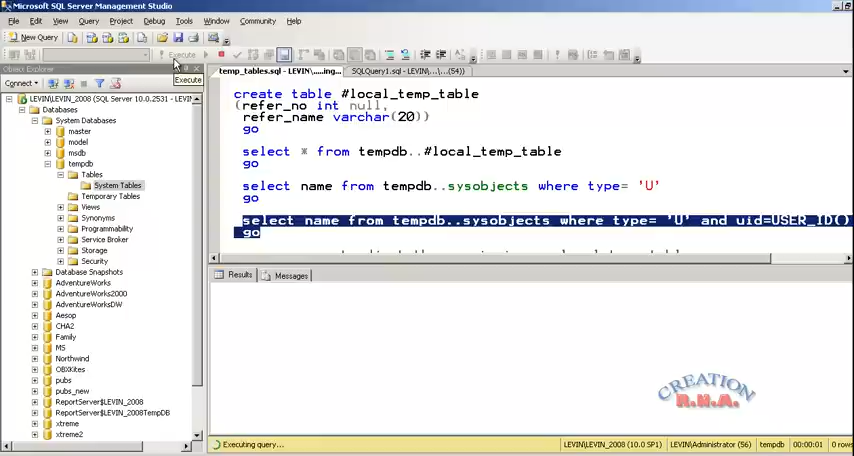 Microsoft SQL Server Management Studio
File Edit View Query Project Debug Tools Window Community Help
New Query
Execute
Execute
Object Explorer
Connect
LEVIN\LEVIN_2008 (SQL Server 10.0.2531 - LEVIN
Databases
System Databases
master
model
msdb
tempdb
Tables
System Tables
Temporary Tables
Views
Synonyms
Programmability
Service Broker
Storage
Security
Database Snapshots
AdventureWorks
AdventureWorks2000
AdventureWorksDW
Aesop
CHA2
Family
MS
Northwind
OBXKites
pubs
pubs_new
ReportServer$LEVIN_2008
ReportServer$LEVIN_2008TempDB
xtreme
xtreme2
temp_tables.sql - LEVIN\.....ing... SQLQuery1.sql - LEVIN\...\...(54))
create table #local_temp_table
(refer_no int null,
refer_name varchar(20))
go
select * from tempdb..#local_temp_table
go
select name from tempdb..sysobjects where type= 'U'
go
select name from tempdb..sysobjects where type= 'U' and uid=USER_ID()
go
Results Messages
CREATION
R.N.A.
Executing query... LEVIN\LEVIN_2008 (10.0 SP1) LEVIN\Administrator (56) tempdb 00:00:01